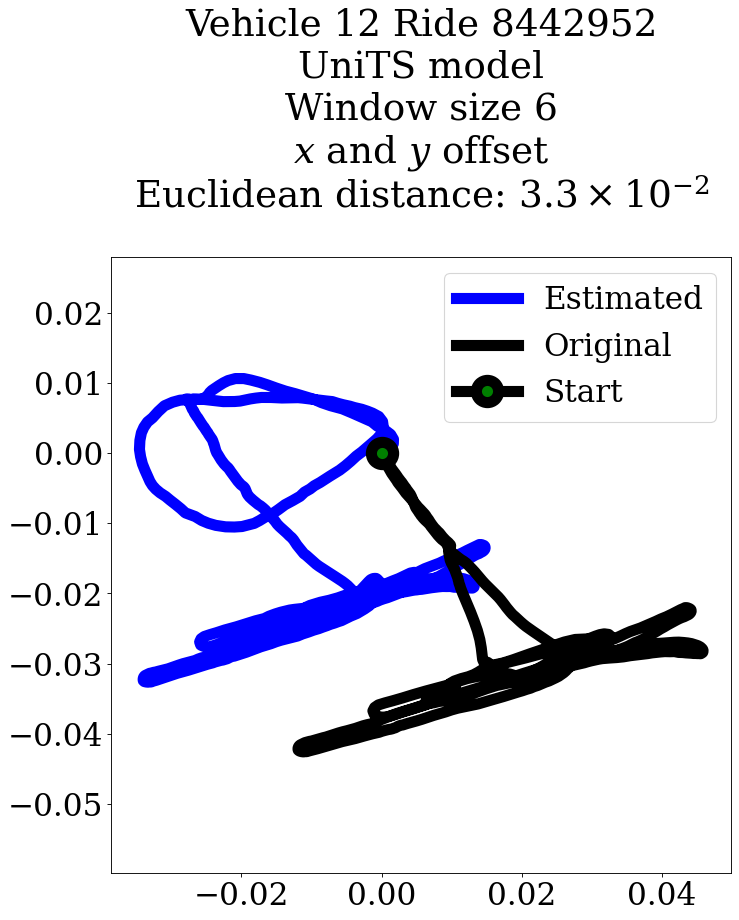 Vehicle 12 Ride 8442952
UniTS model
Window size 6
x and y offset
Euclidean distance: 3.3 × 10⁻²
Estimated
Original
Start
0.02
0.01
0.00
−0.01
−0.02
−0.03
−0.04
−0.05
−0.02 0.00 0.02 0.04